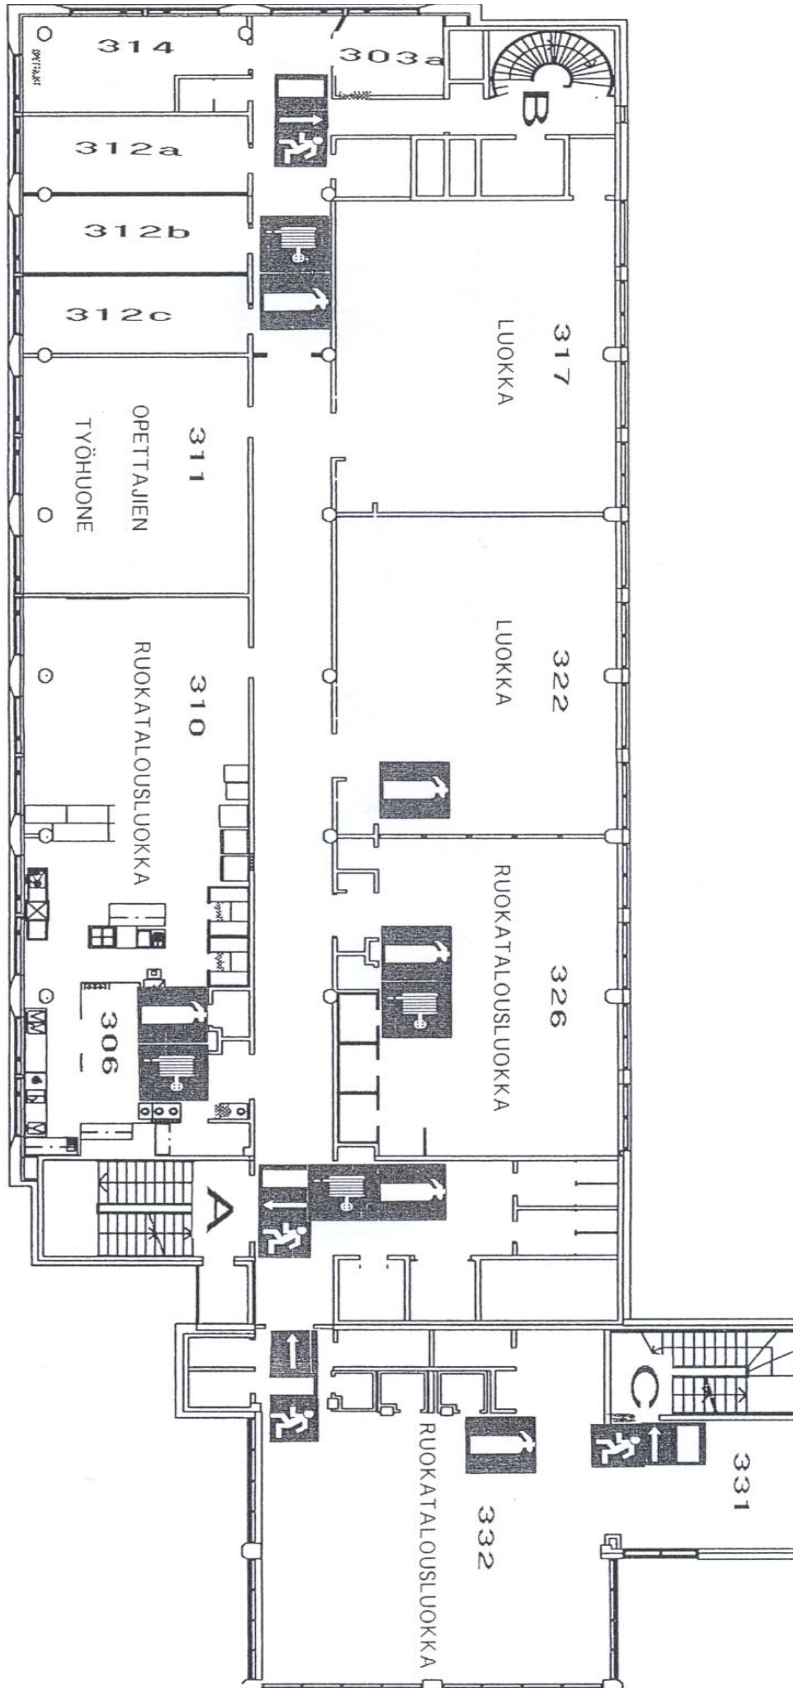 314
303a
B
312a
312b
312c
317
LUOKKA
311
OPETTAJIEN
TYÖHUONE
322
LUOKKA
310
RUOKATALOUSLUOKKA
326
RUOKATALOUSLUOKKA
306
A
C
331
332
RUOKATALOUSLUOKKA